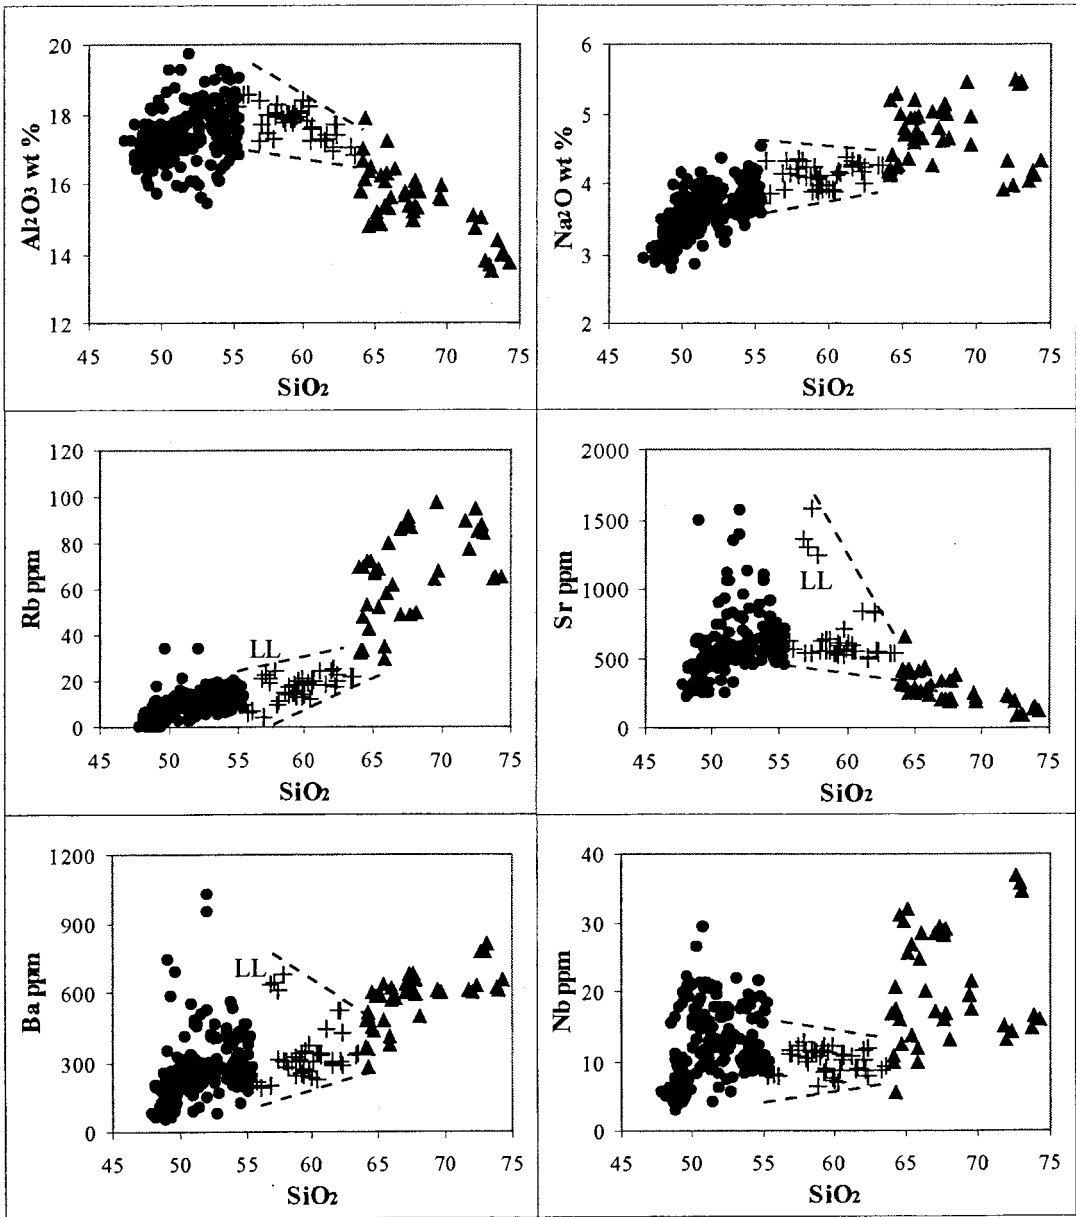 20
18
16
14
12
Al2O3 wt %
45 50 55 60 65 70 75
SiO2
6
5
4
3
2
Na2O wt %
45 50 55 60 65 70 75
SiO2
120
100
80
60
40
20
0
Rb ppm
LL
45 50 55 60 65 70 75
SiO2
2000
1500
1000
500
0
Sr ppm
LL
45 50 55 60 65 70 75
SiO2
1200
900
600
300
0
Ba ppm
LL
45 50 55 60 65 70 75
SiO2
40
30
20
10
0
Nb ppm
45 50 55 60 65 70 75
SiO2